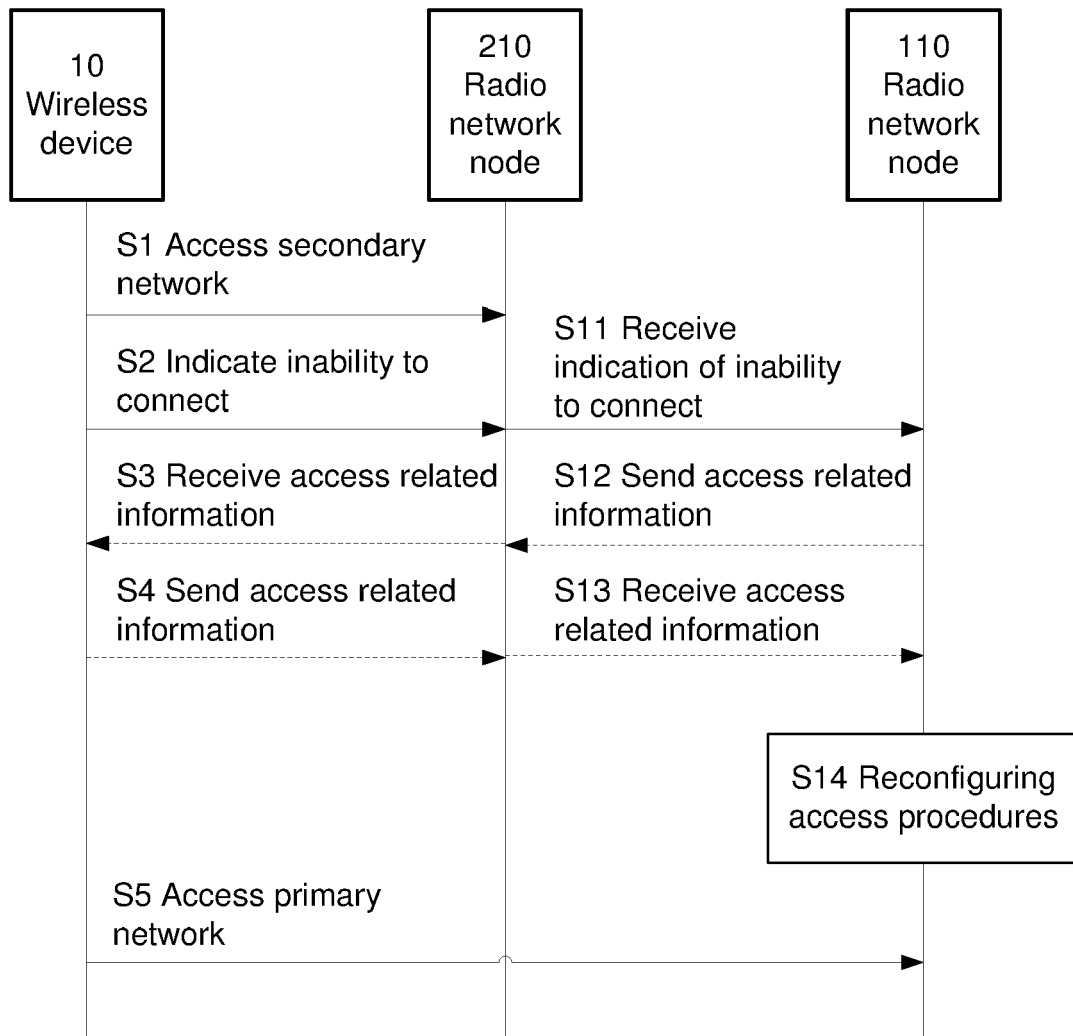 10
Wireless
device
210
Radio
network
node
110
Radio
network
node
S1 Access secondary
network
S2 Indicate inability to
connect
S11 Receive
indication of inability
to connect
S3 Receive access related
information
S12 Send access related
information
S4 Send access related
information
S13 Receive access
related information
S14 Reconfiguring
access procedures
S5 Access primary
network